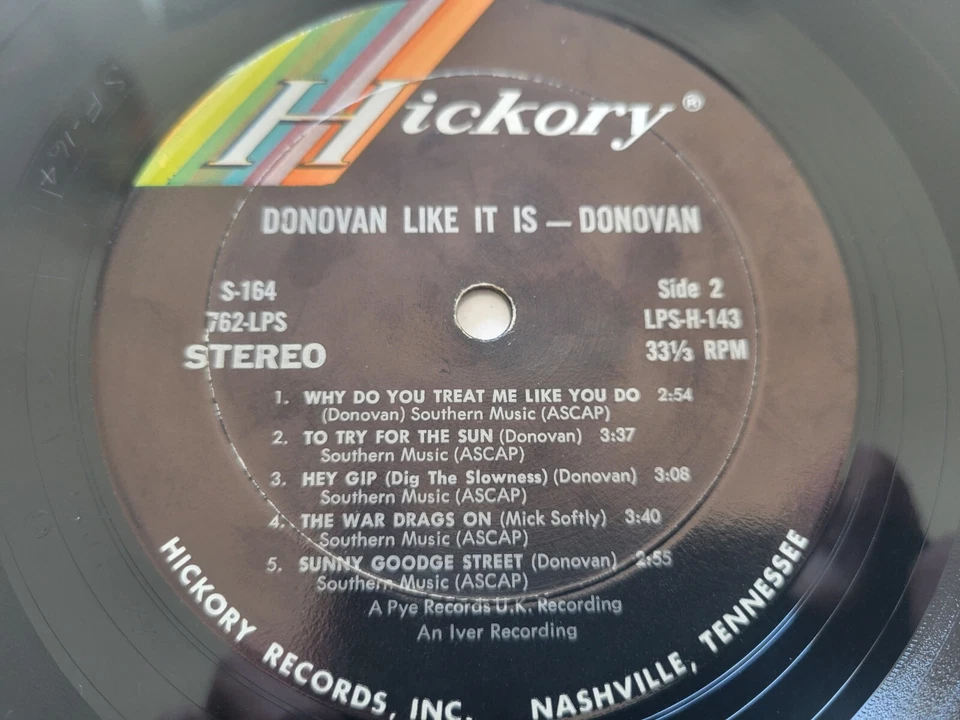 Hickory®
DONOVAN LIKE IT IS — DONOVAN
S-164
762-LPS
STEREO
Side 2
LPS-H-143
33⅓ RPM
1. WHY DO YOU TREAT ME LIKE YOU DO 2:54
(Donovan) Southern Music (ASCAP)
2. TO TRY FOR THE SUN (Donovan) 3:37
Southern Music (ASCAP)
3. HEY GIP (Dig The Slowness) (Donovan) 3:08
Southern Music (ASCAP)
4. THE WAR DRAGS ON (Mick Softly) 3:40
Southern Music (ASCAP)
5. SUNNY GOODGE STREET (Donovan) 2:55
Southern Music (ASCAP)
A Pye Records U.K. Recording
An Iver Recording
HICKORY RECORDS, INC. NASHVILLE, TENNESSEE